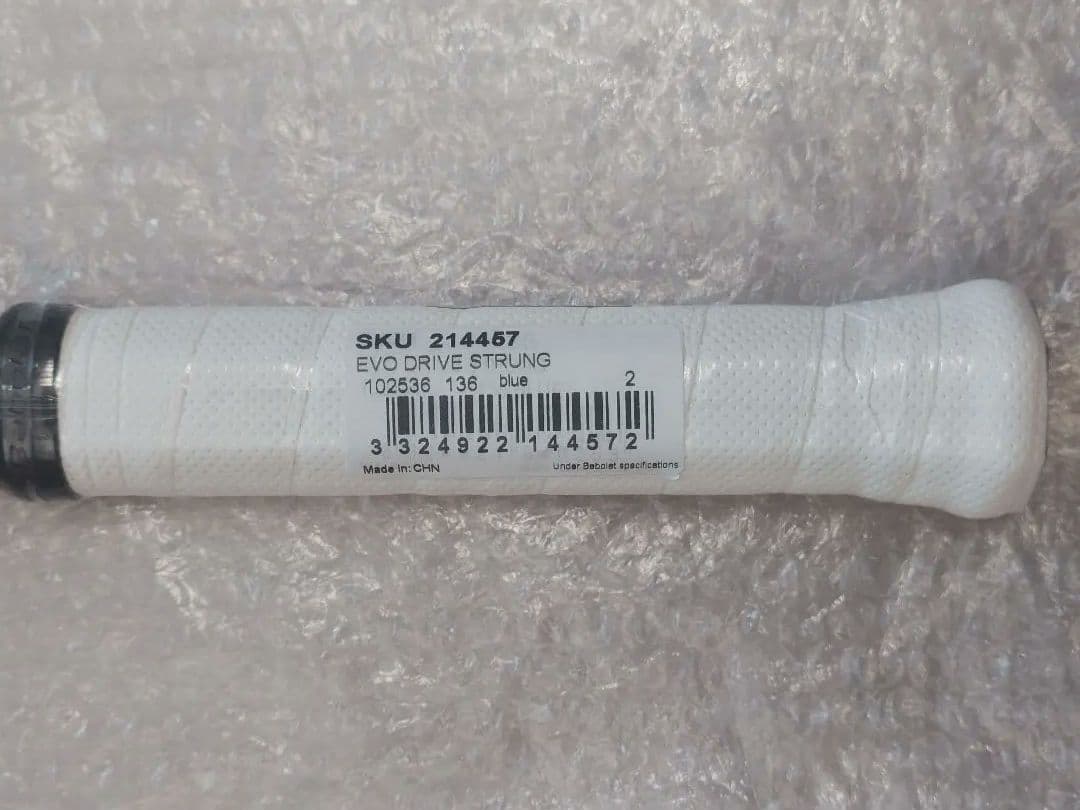 SKU 214457
EVO DRIVE STRUNG
102536 136 blue 2
3 324922 144572
Made In: CHN Under Babolat specifications